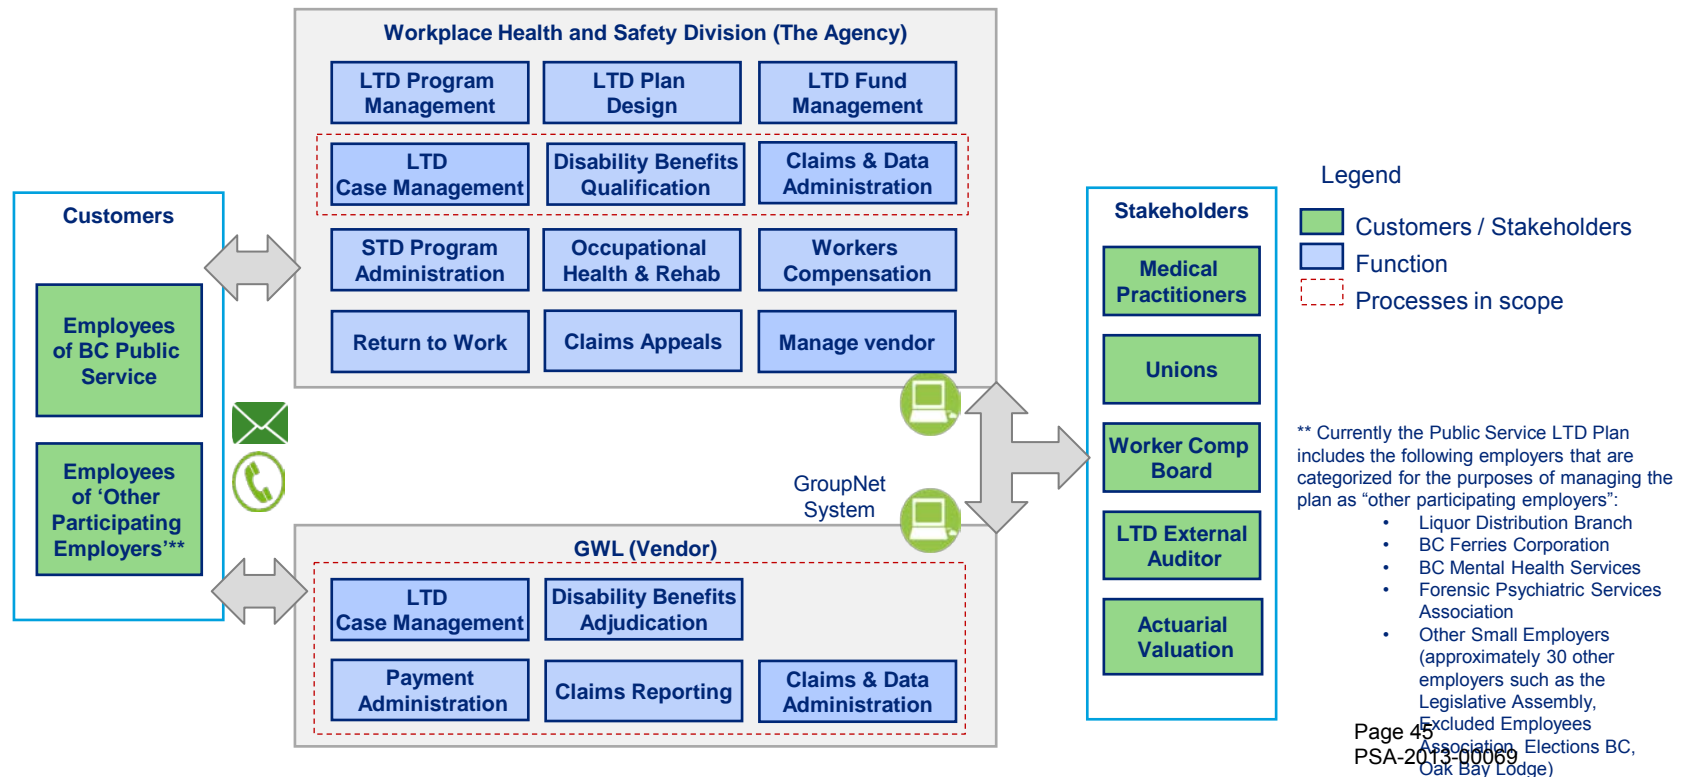 Workplace Health and Safety Division (The Agency)
LTD Program
Management
LTD Plan
Design
LTD Fund
Management
LTD
Case Management
Disability Benefits
Qualification
Claims & Data
Administration
STD Program
Administration
Occupational
Health & Rehab
Workers
Compensation
Return to Work
Claims Appeals
Manage vendor
Customers
Employees
of BC Public
Service
Employees
of ‘Other
Participating
Employers’**
GroupNet
System
GWL (Vendor)
LTD
Case Management
Disability Benefits
Adjudication
Payment
Administration
Claims Reporting
Claims & Data
Administration
Stakeholders
Medical
Practitioners
Unions
Worker Comp
Board
LTD External
Auditor
Actuarial
Valuation
Legend
Customers / Stakeholders
Function
Processes in scope
** Currently the Public Service LTD Plan
includes the following employers that are
categorized for the purposes of managing the
plan as “other participating employers”:
• Liquor Distribution Branch
• BC Ferries Corporation
• BC Mental Health Services
• Forensic Psychiatric Services
Association
• Other Small Employers
(approximately 30 other
employers such as the
Legislative Assembly,
Excluded Employees
Association, Elections BC,
Oak Bay Lodge)
Page 45
PSA-2013-00069